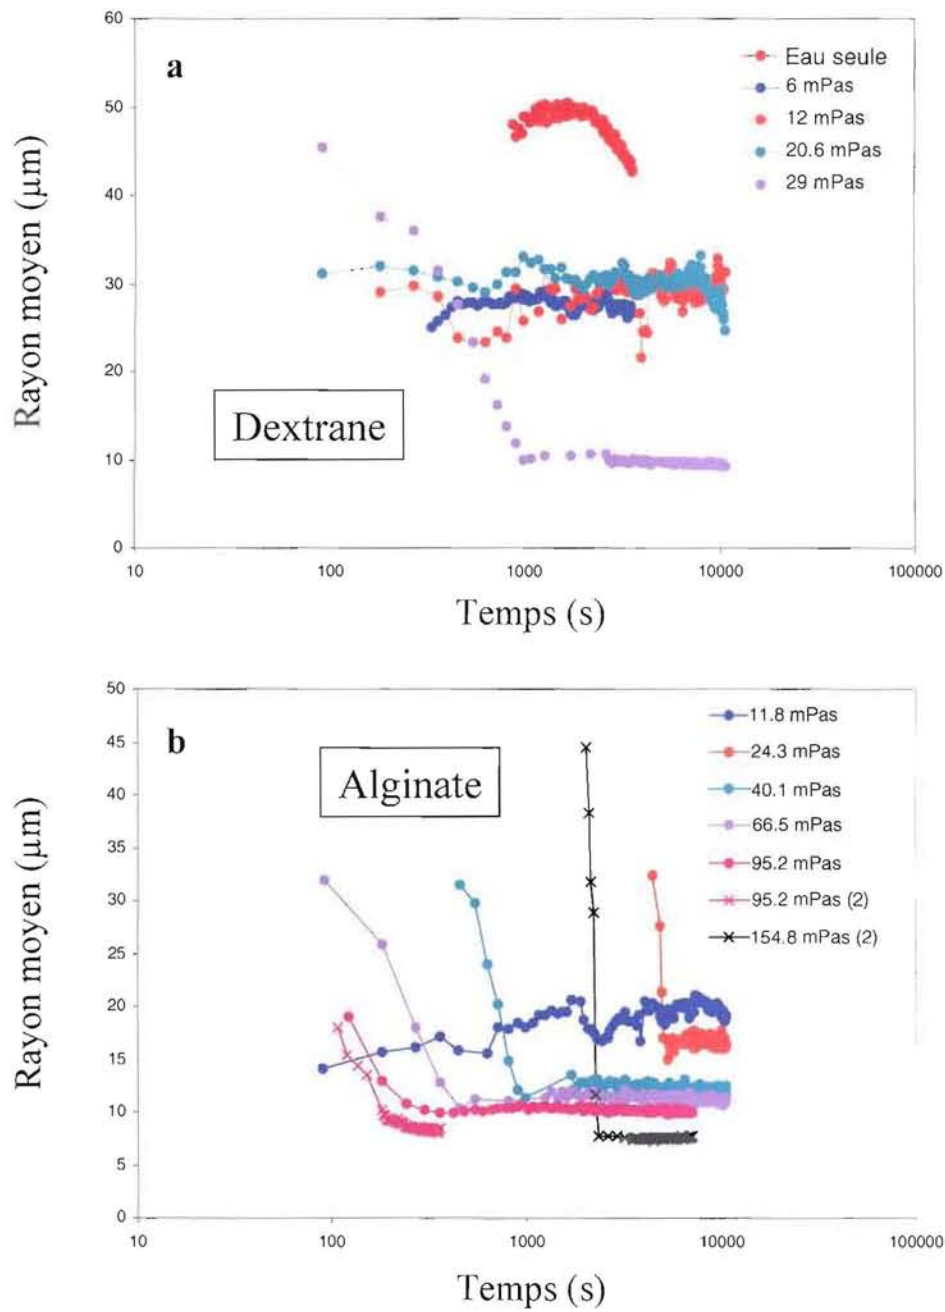 60
50
40
30
20
10
0
a
Eau seule
6 mPas
12 mPas
20.6 mPas
29 mPas
Dextrane
Rayon moyen (µm)
10
100
1000
10000
100000
Temps (s)
50
45
40
35
30
25
20
15
10
5
0
b
Alginate
11.8 mPas
24.3 mPas
40.1 mPas
66.5 mPas
95.2 mPas
95.2 mPas (2)
154.8 mPas (2)
Rayon moyen (µm)
10
100
1000
10000
100000
Temps (s)